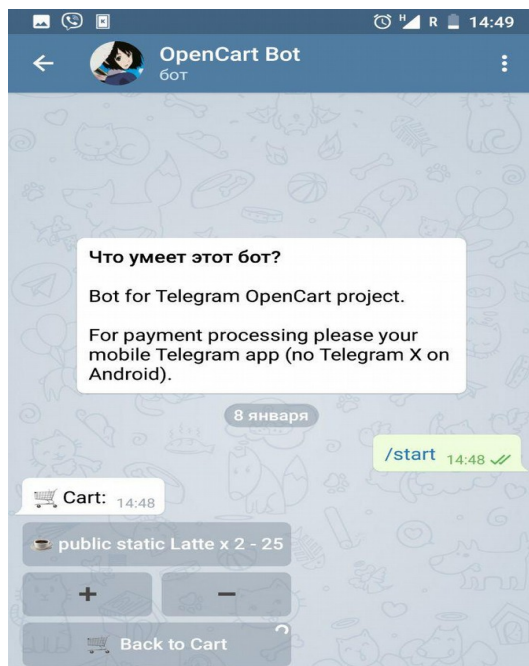 H R 14:49
OpenCart Bot
бот
Что умеет этот бот?
Bot for Telegram OpenCart project.
For payment processing please your
mobile Telegram app (no Telegram X on
Android).
8 января
/start 14:48
Cart: 14:48
public static Latte x 2 - 25
+ −
Back to Cart